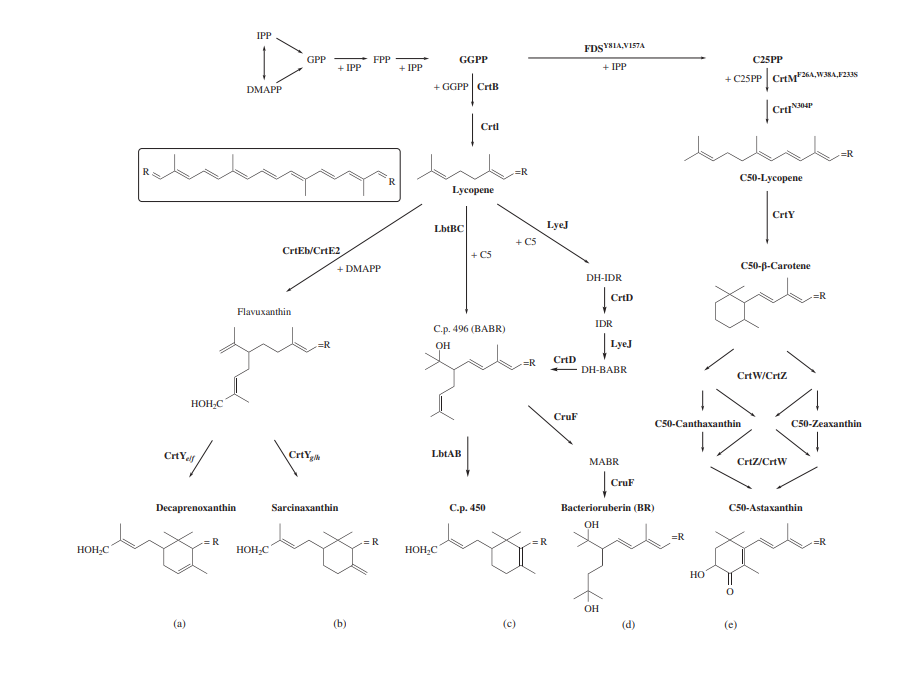 IPP
FDS^Y81A,V157A
GPP
FPP
GGPP
C25PP
+ IPP
+ IPP
+ IPP
DMAPP
+ GGPP
CrtB
+ C25PP
CrtM^F26A,W38A,F233S
CrtI^N304P
CrtI
R
R
=R
=R
Lycopene
C50-Lycopene
LbtBC
LyeJ
CrtY
+ C5
CrtEb/CrtE2
+ C5
+ DMAPP
C50-β-Carotene
DH-IDR
CrtD
=R
Flavuxanthin
IDR
C.p. 496 (BABR)
LyeJ
OH
=R
CrtD
=R
DH-BABR
CrtW/CrtZ
HOH₂C
CruF
C50-Canthaxanthin
C50-Zeaxanthin
CrtY_e/f
CrtY_g/h
LbtAB
MABR
CrtZ/CrtW
CruF
Decaprenoxanthin
Sarcinaxanthin
C.p. 450
Bacterioruberin (BR)
C50-Astaxanthin
OH
=R
HOH₂C
= R
HOH₂C
= R
HOH₂C
= R
=R
HO
O
OH
(a)
(b)
(c)
(d)
(e)